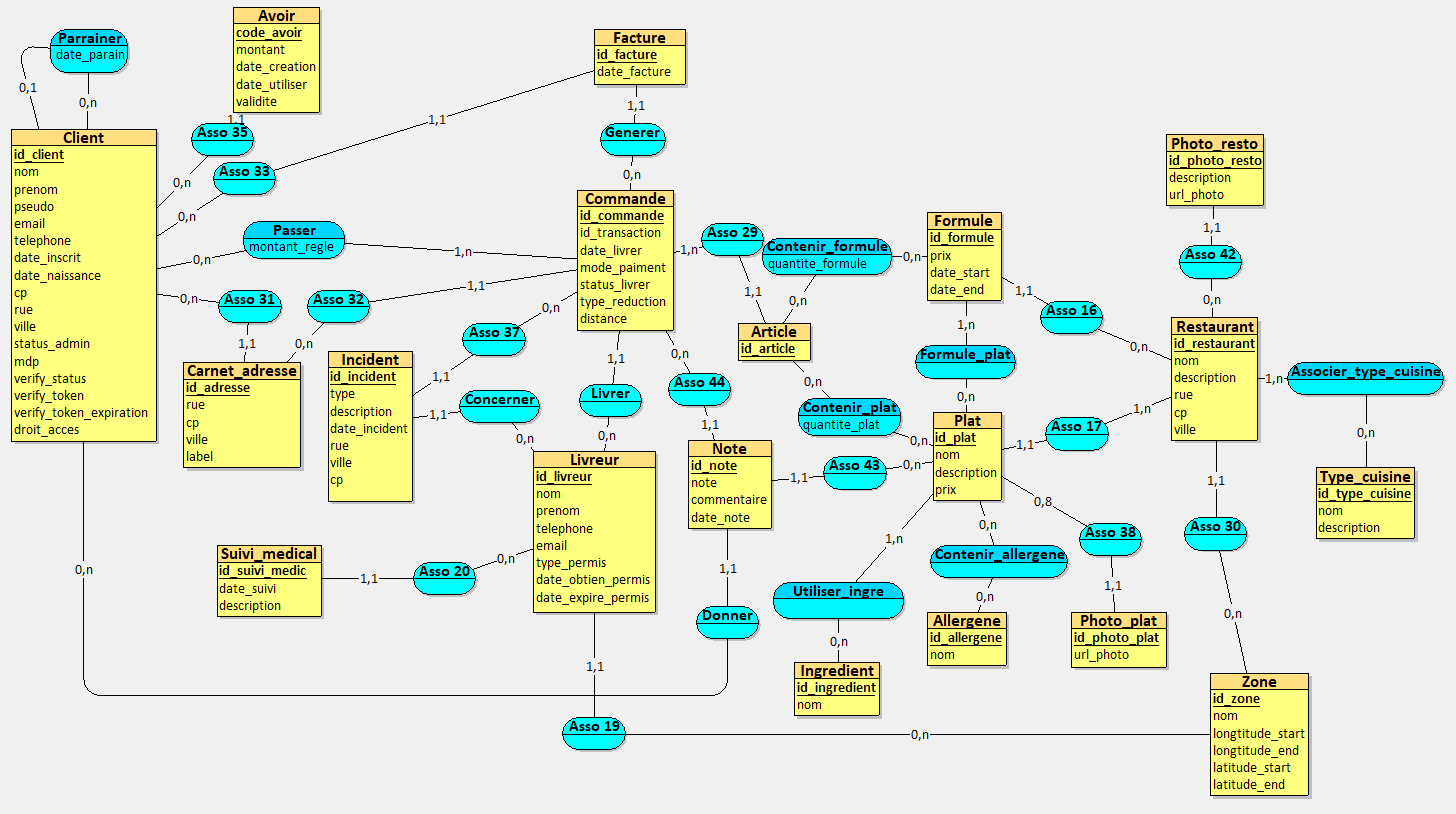 Parrainer
date_parain
0,1
0,n
Avoir
code_avoir
montant
date_creation
date_utiliser
validite
1,1
Asso 35
0,n
Asso 33
0,n
1,1
Facture
id_facture
date_facture
1,1
Generer
0,n
Client
id_client
nom
prenom
pseudo
email
telephone
date_inscrit
date_naissance
cp
rue
ville
status_admin
mdp
verify_status
verify_token
verify_token_expiration
droit_acces
0,n
Passer
montant_regle
0,n
1,n
Asso 31
0,n
1,1
Asso 32
1,1
0,n
Carnet_adresse
id_adresse
rue
cp
ville
label
Commande
id_commande
id_transaction
date_livrer
mode_paiment
status_livrer
type_reduction
distance
1,n
Asso 29
1,1
Contenir_formule
quantite_formule
0,n
0,n
Article
id_article
0,n
Contenir_plat
quantite_plat
0,n
Formule
id_formule
prix
date_start
date_end
1,n
Formule_plat
0,n
1,1
Asso 16
0,n
Photo_resto
id_photo_resto
description
url_photo
1,1
Asso 42
0,n
Restaurant
id_restaurant
nom
description
rue
cp
ville
1,n
Associer_type_cuisine
0,n
Type_cuisine
id_type_cuisine
nom
description
Incident
id_incident
type
description
date_incident
rue
ville
cp
0,n
Asso 37
1,1
1,1
Concerner
0,n
1,1
Livrer
0,n
0,n
Asso 44
1,1
Plat
id_plat
nom
description
prix
1,1
Asso 17
1,n
Note
id_note
note
commentaire
date_note
1,1
Asso 43
0,n
1,1
Donner
Livreur
id_livreur
nom
prenom
telephone
email
type_permis
date_obtien_permis
date_expire_permis
Suivi_medical
id_suivi_medic
date_suivi
description
1,1
Asso 20
0,n
1,n
Utiliser_ingre
0,n
Ingredient
id_ingredient
nom
0,n
Contenir_allergene
0,n
Allergene
id_allergene
nom
0,8
Asso 38
1,1
Photo_plat
id_photo_plat
url_photo
1,1
Asso 30
0,n
Zone
id_zone
nom
longtitude_start
longtitude_end
latitude_start
latitude_end
1,1
Asso 19
0,n